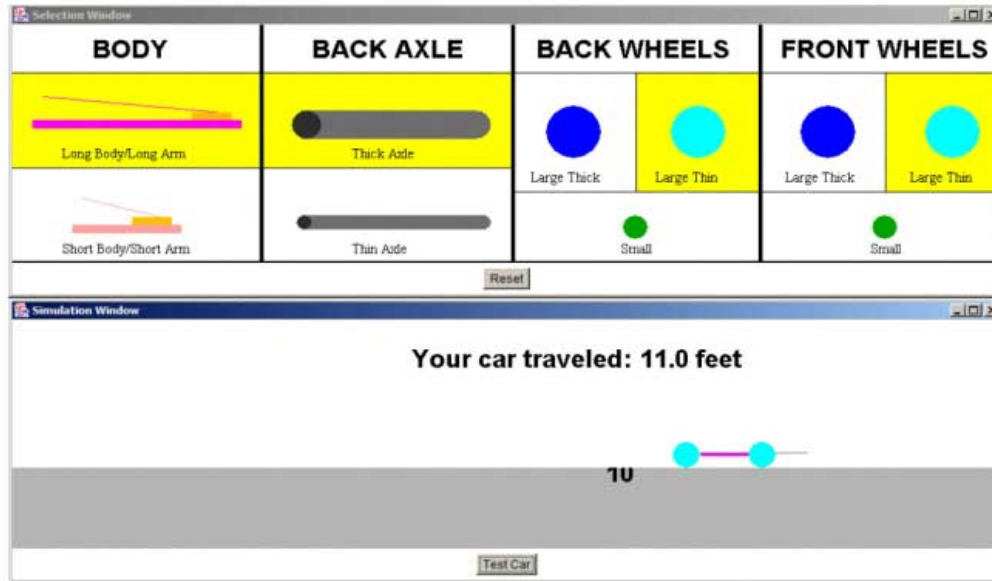 Selection Window
BODY BACK AXLE BACK WHEELS FRONT WHEELS
Long Body/Long Arm Thick Axle Large Thick Large Thin Large Thick Large Thin
Short Body/Short Arm Thin Axle Small Small
Reset
Simulation Window
Your car traveled: 11.0 feet
10
Test Car